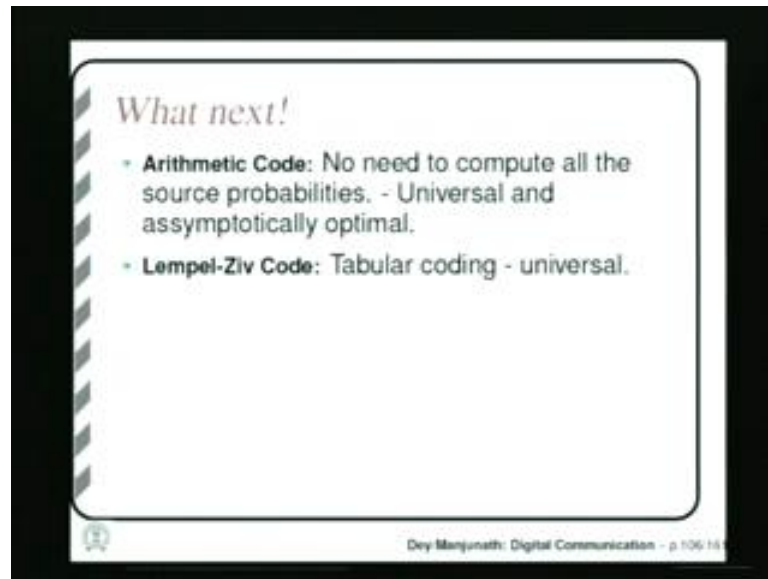 What next!
Arithmetic Code: No need to compute all the
source probabilities. - Universal and
assymptotically optimal.
Lempel-Ziv Code: Tabular coding - universal.
Dey Manjunath: Digital Communication - p.106/